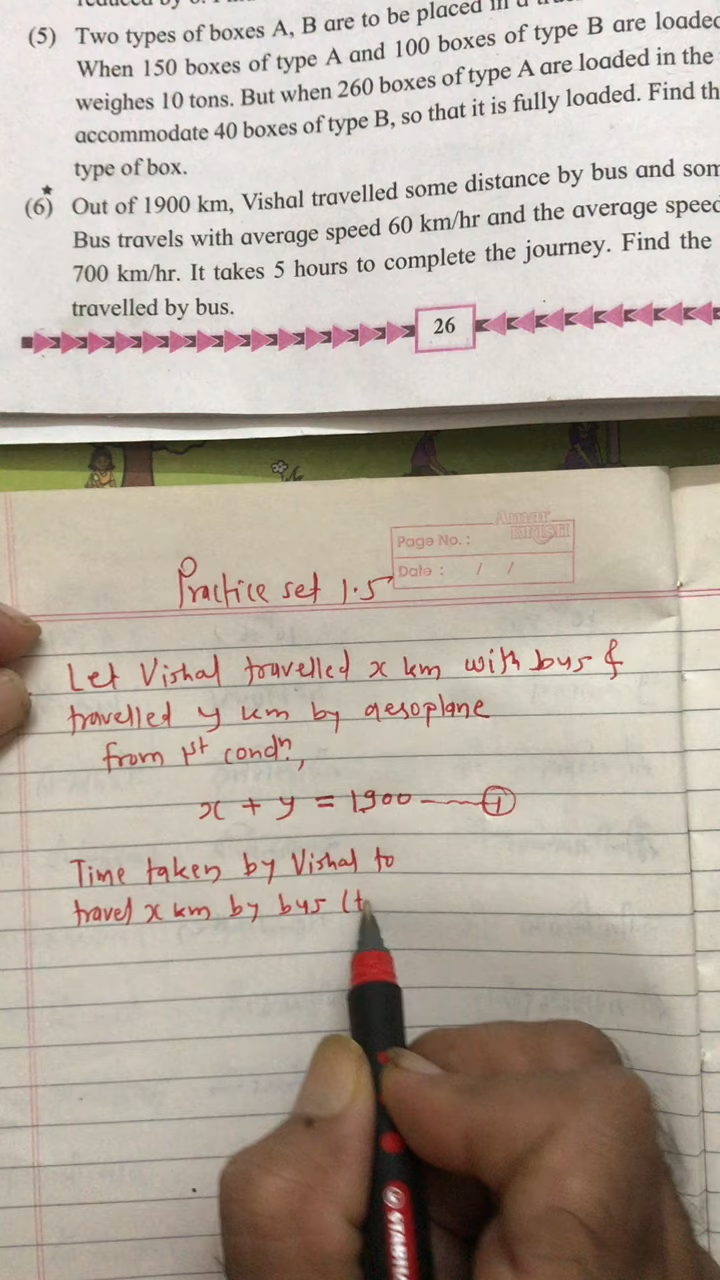 (5) Two types of boxes A, B are to be placed in a
When 150 boxes of type A and 100 boxes of type B are loaded
weighes 10 tons. But when 260 boxes of type A are loaded in the
accommodate 40 boxes of type B, so that it is fully loaded. Find th
type of box.
(6)* Out of 1900 km, Vishal travelled some distance by bus and som
Bus travels with average speed 60 km/hr and the average speed
700 km/hr. It takes 5 hours to complete the journey. Find the
travelled by bus.
26
Page No. :
Date : / /
Practice set 1.5
Let Vishal travelled x km with bus &
travelled y km by aesoplane
from 1st condn,
x + y = 1900 — 1
Time taken by Vishal to
travel x km by bus (t